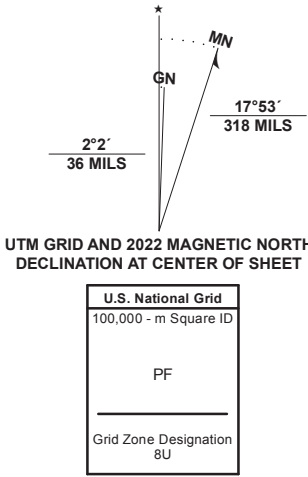 ★
MN
GN
17°53´
318 MILS
2°2´
36 MILS
UTM GRID AND 2022 MAGNETIC NORTH
DECLINATION AT CENTER OF SHEET
U.S. National Grid
100,000 - m Square ID
PF
Grid Zone Designation
8U